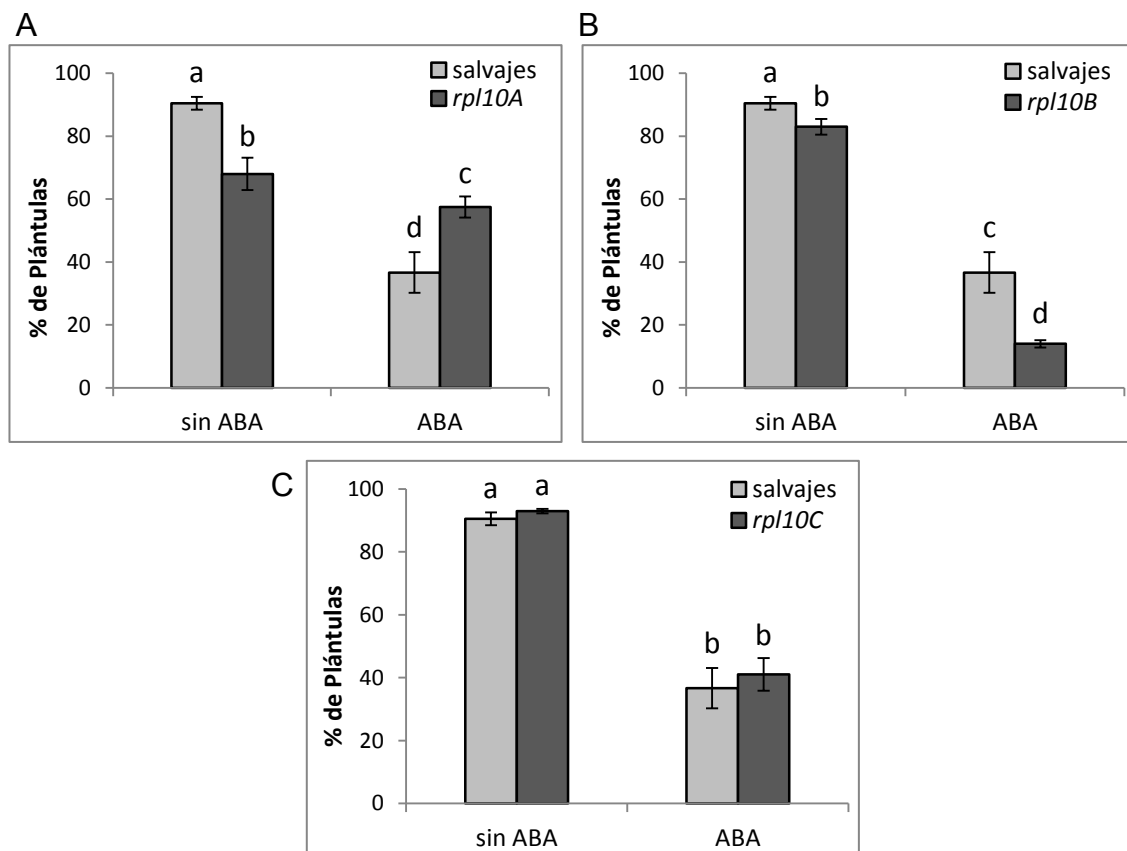 A
% de Plántulas
100
80
60
40
20
0
a
b
c
d
salvajes
rpl10A
sin ABA
ABA
B
% de Plántulas
100
80
60
40
20
0
a
b
c
d
salvajes
rpl10B
sin ABA
ABA
C
% de Plántulas
100
80
60
40
20
0
a
a
b
b
salvajes
rpl10C
sin ABA
ABA